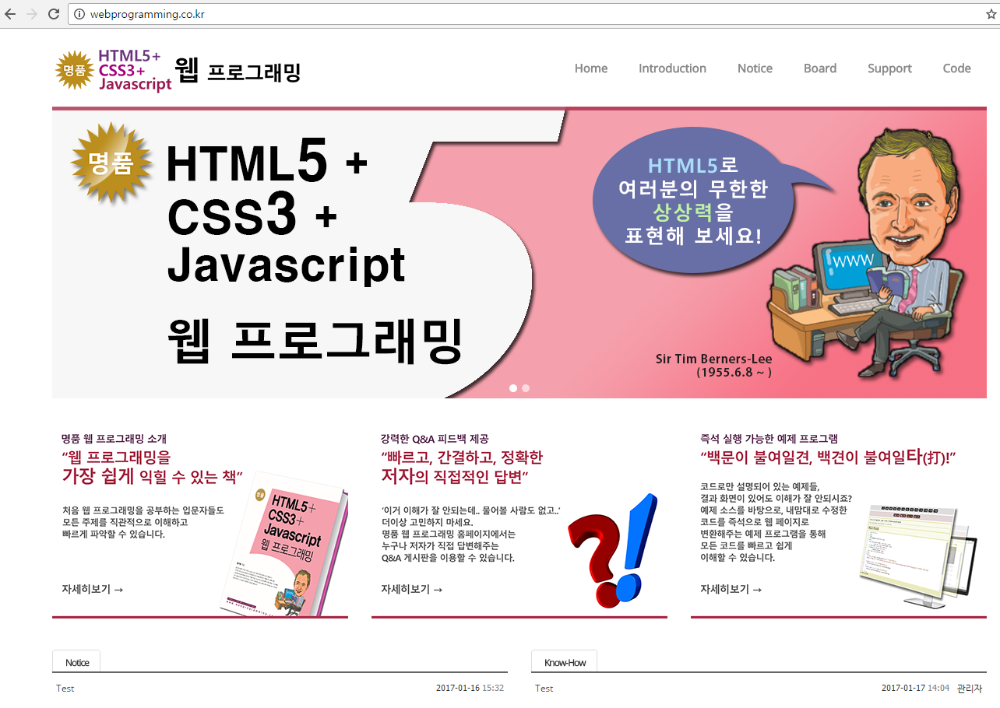 webprogramming.co.kr
명품
HTML5+
CSS3+
Javascript
웹 프로그래밍
Home Introduction Notice Board Support Code
명품
HTML5 +
CSS3 +
Javascript
웹 프로그래밍
HTML5로
여러분의 무한한
상상력을
표현해 보세요!
WWW
Sir Tim Berners-Lee
(1955.6.8 ~ )
명품 웹 프로그래밍 소개
“웹 프로그래밍을
가장 쉽게 익힐 수 있는 책”
처음 웹 프로그래밍을 공부하는 입문자들도
모든 주제를 직관적으로 이해하고
빠르게 파악할 수 있습니다.
자세히보기 →
명품
HTML5+
CSS3+
Javascript
웹 프로그래밍
강력한 Q&A 피드백 제공
“빠르고, 간결하고, 정확한
저자의 직접적인 답변”
‘이거 이해가 잘 안되는데.. 물어볼 사람도 없고..’
더이상 고민하지 마세요.
명품 웹 프로그래밍 홈페이지에서는
누구나 저자가 직접 답변해주는
Q&A 게시판을 이용할 수 있습니다.
자세히보기 →
?!
즉석 실행 가능한 예제 프로그램
“백문이 불여일견, 백견이 불여일타(打)!”
코드로만 설명되어 있는 예제들,
결과 화면이 있어도 이해가 잘 안되시죠?
예제 소스를 바탕으로, 내맘대로 수정한
코드를 즉석으로 웹 페이지로
변환해주는 예제 프로그램을 통해
모든 코드를 빠르고 쉽게
이해할 수 있습니다.
자세히보기 →
Notice
Test 2017-01-16 15:32
Know-How
Test 2017-01-17 14:04 관리자